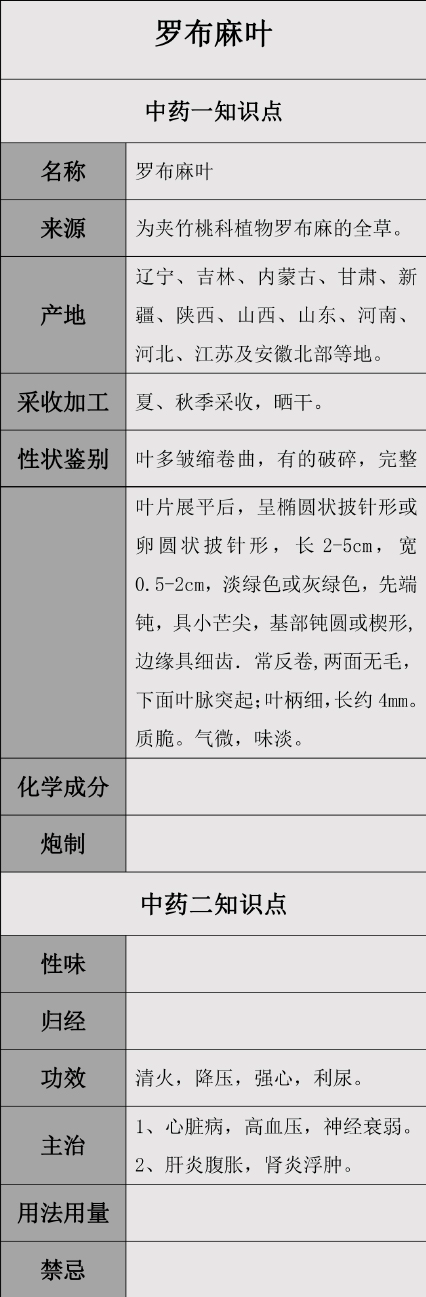 罗布麻叶
中药一知识点
名称
罗布麻叶
来源
为夹竹桃科植物罗布麻的全草。
产地
辽宁、吉林、内蒙古、甘肃、新
疆、陕西、山西、山东、河南、
河北、江苏及安徽北部等地。
采收加工
夏、秋季采收，晒干。
性状鉴别
叶多皱缩卷曲，有的破碎，完整
叶片展平后，呈椭圆状披针形或
卵圆状披针形，长 2-5cm，宽
0.5-2cm，淡绿色或灰绿色，先端
钝，具小芒尖，基部钝圆或楔形,
边缘具细齿．常反卷,两面无毛，
下面叶脉突起;叶柄细,长约 4mm。
质脆。气微，味淡。
化学成分
炮制
中药二知识点
性味
归经
功效
清火，降压，强心，利尿。
主治
1、心脏病，高血压，神经衰弱。
2、肝炎腹胀，肾炎浮肿。
用法用量
禁忌